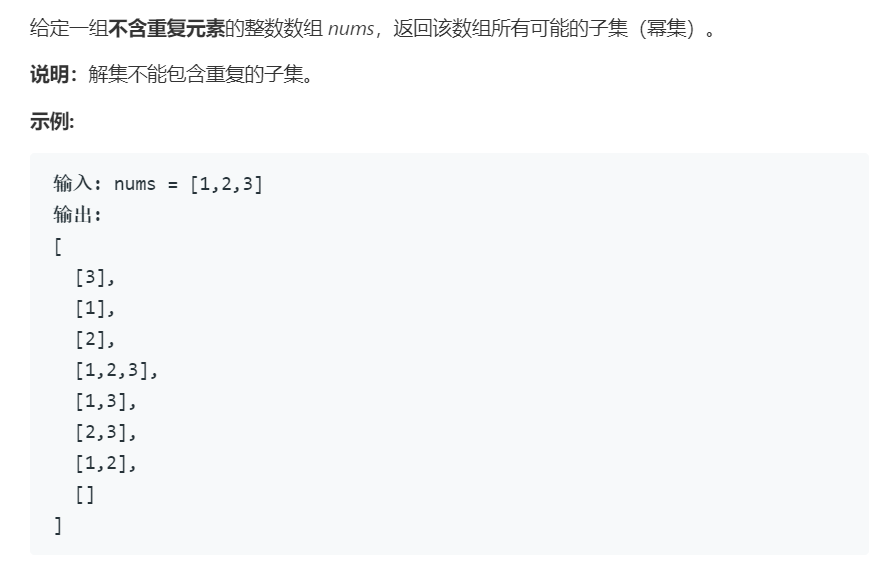 给定一组不含重复元素的整数数组 nums，返回该数组所有可能的子集（幂集）。
说明：解集不能包含重复的子集。
示例:
输入: nums = [1,2,3]
输出:
[
  [3],
  [1],
  [2],
  [1,2,3],
  [1,3],
  [2,3],
  [1,2],
  []
]